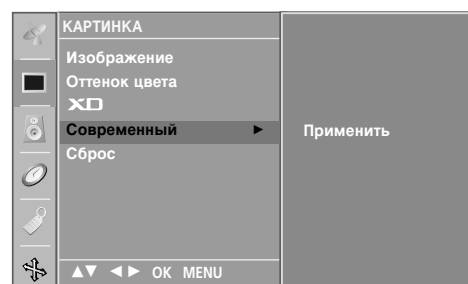 КАРТИНКА
Изображение
Оттенок цвета
XD
Современный ► Применить
Сброс
▲▼ ◄► OK MENU